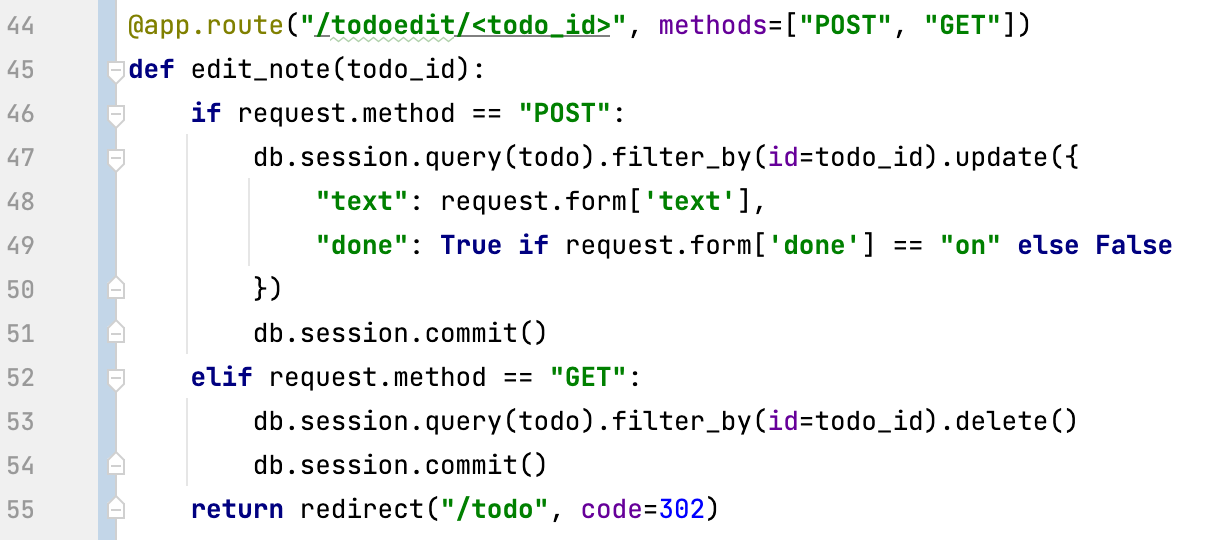 44 @app.route("/todoedit/<todo_id>", methods=["POST", "GET"])
45 def edit_note(todo_id):
46     if request.method == "POST":
47         db.session.query(todo).filter_by(id=todo_id).update({
48             "text": request.form['text'],
49             "done": True if request.form['done'] == "on" else False
50         })
51         db.session.commit()
52     elif request.method == "GET":
53         db.session.query(todo).filter_by(id=todo_id).delete()
54         db.session.commit()
55     return redirect("/todo", code=302)